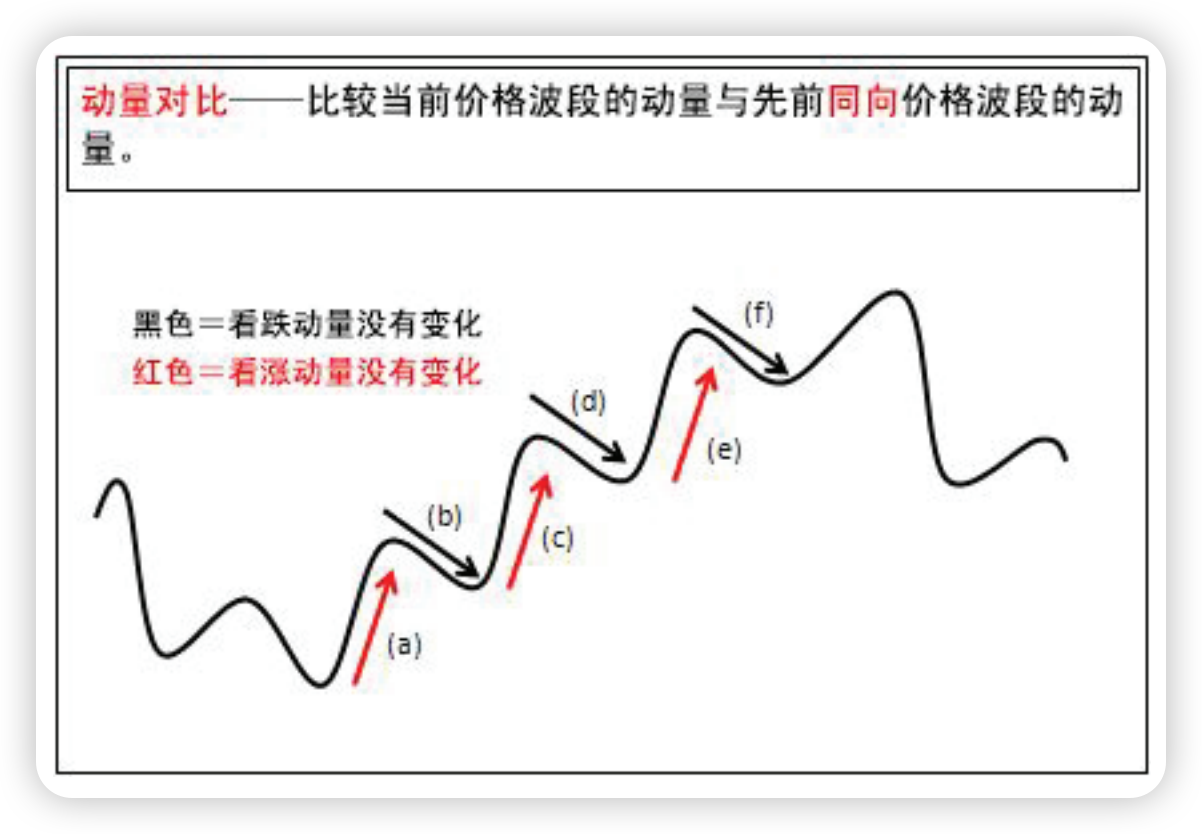 动量对比——比较当前价格波段的动量与先前同向价格波段的动
量。
黑色＝看跌动量没有变化
红色＝看涨动量没有变化
(f)
(d)
(e)
(b)
(c)
(a)